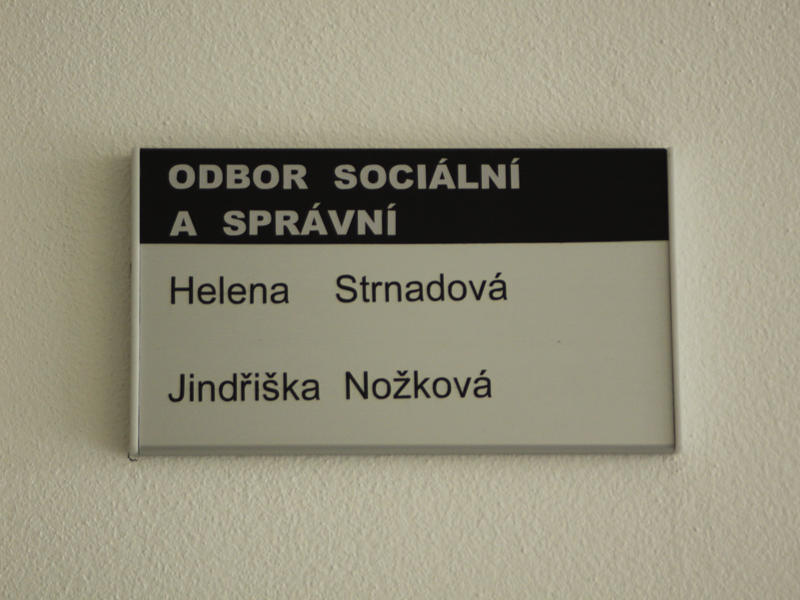 ODBOR SOCIÁLNÍ
A SPRÁVNÍ
Helena Strnadová
Jindřiška Nožková